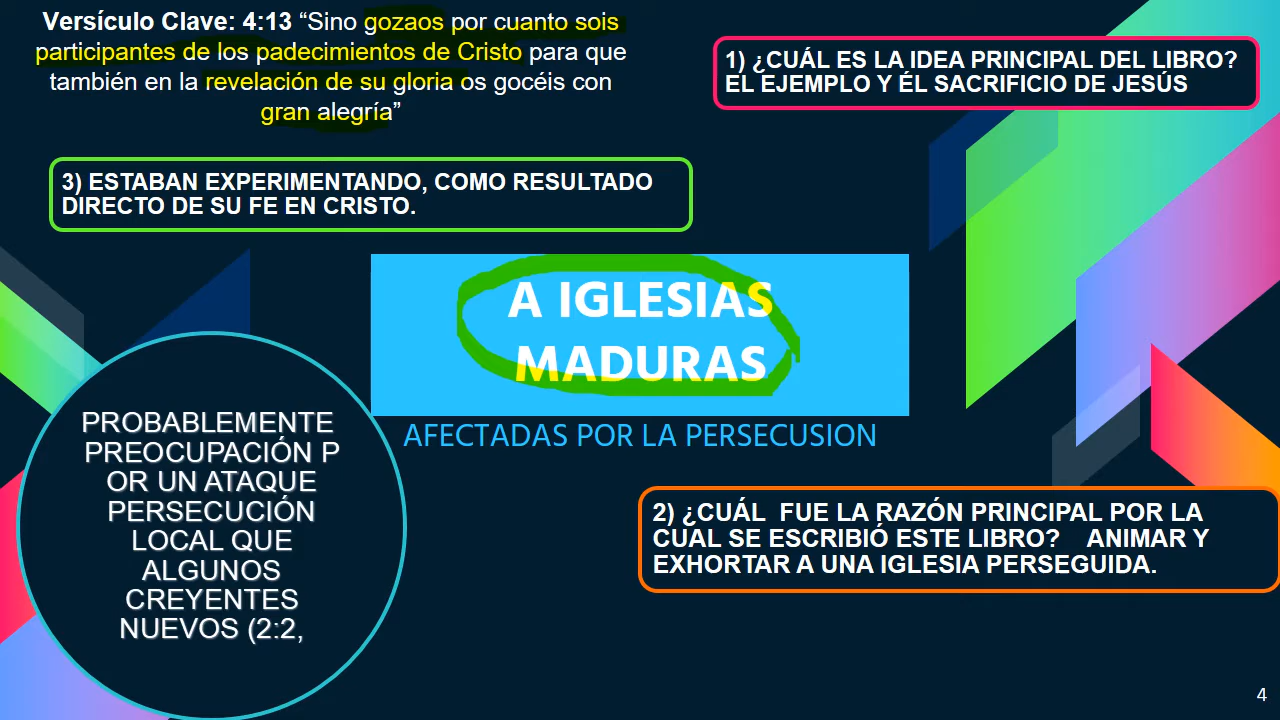 Versículo Clave: 4:13 “Sino gozaos por cuanto sois
participantes de los padecimientos de Cristo para que
también en la revelación de su gloria os gocéis con
gran alegría”
1) ¿CUÁL ES LA IDEA PRINCIPAL DEL LIBRO?
EL EJEMPLO Y ÉL SACRIFICIO DE JESÚS
3) ESTABAN EXPERIMENTANDO, COMO RESULTADO
DIRECTO DE SU FE EN CRISTO.
A IGLESIAS
MADURAS
AFECTADAS POR LA PERSECUSION
PROBABLEMENTE
PREOCUPACIÓN P
OR UN ATAQUE
PERSECUCIÓN
LOCAL QUE
ALGUNOS
CREYENTES
NUEVOS (2:2,
2) ¿CUÁL FUE LA RAZÓN PRINCIPAL POR LA
CUAL SE ESCRIBIÓ ESTE LIBRO? ANIMAR Y
EXHORTAR A UNA IGLESIA PERSEGUIDA.
4